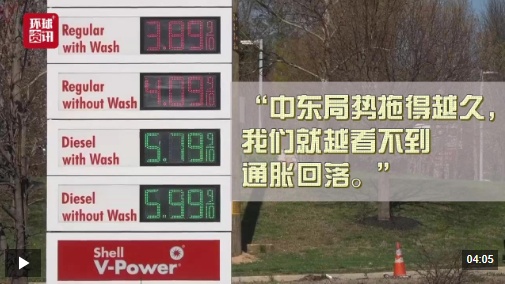 环球
资讯
Regular
with Wash
3.89 9/10
Regular
without Wash
4.09 9/10
Diesel
with Wash
5.79 9/10
Diesel
without Wash
5.99 9/10
Shell
V-Power
“中东局势拖得越久，
我们就越看不到
通胀回落。”
04:05